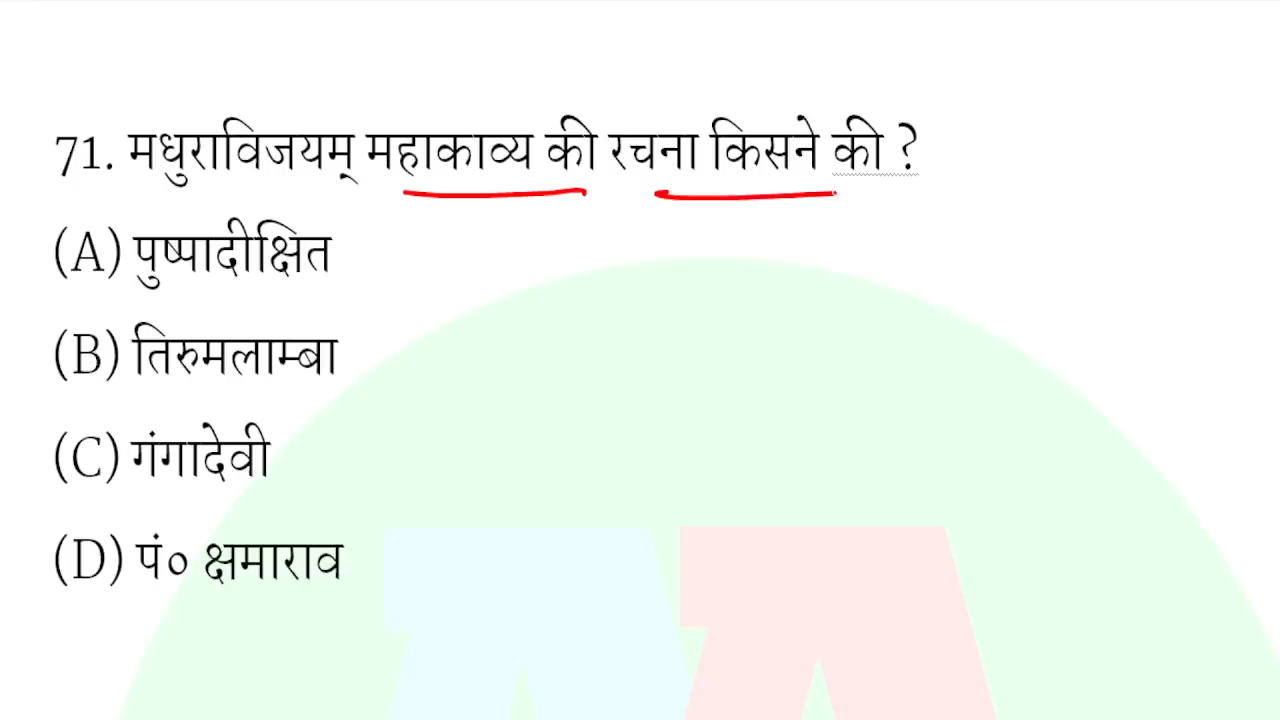 71. मधुराविजयम् महाकाव्य की रचना किसने की ?
(A) पुष्पादीक्षित
(B) तिरुमलाम्बा
(C) गंगादेवी
(D) पं० क्षमाराव